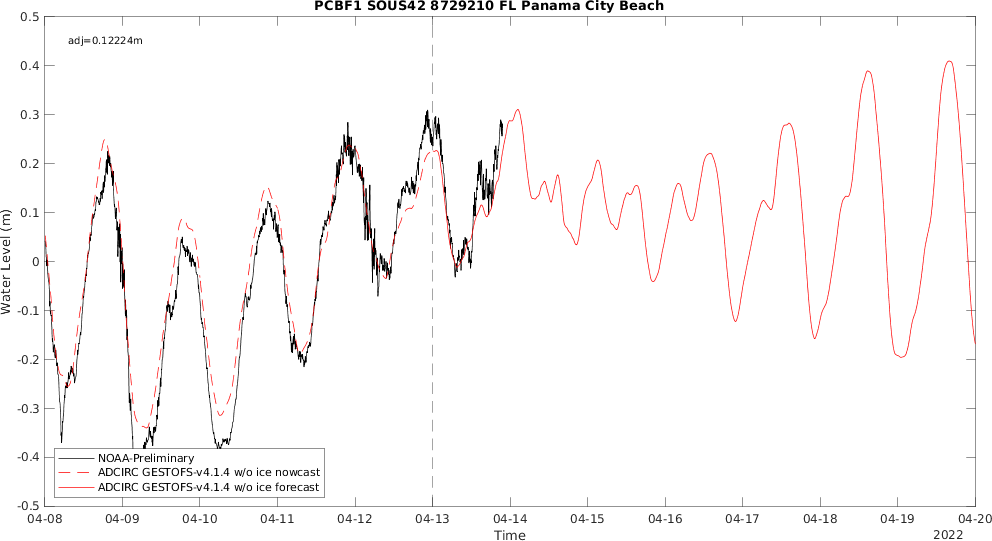 PCBF1 SOUS42 8729210 FL Panama City Beach
adj=0.12224m
0.5
0.4
0.3
0.2
0.1
0
-0.1
-0.2
-0.3
-0.4
-0.5
Water Level (m)
NOAA-Preliminary
ADCIRC GESTOFS-v4.1.4 w/o ice nowcast
ADCIRC GESTOFS-v4.1.4 w/o ice forecast
04-08 04-09 04-10 04-11 04-12 04-13 04-14 04-15 04-16 04-17 04-18 04-19 04-20
Time
2022